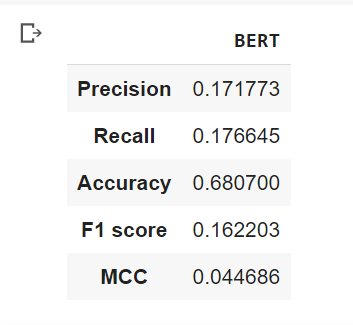 BERT
Precision 0.171773
Recall 0.176645
Accuracy 0.680700
F1 score 0.162203
MCC 0.044686